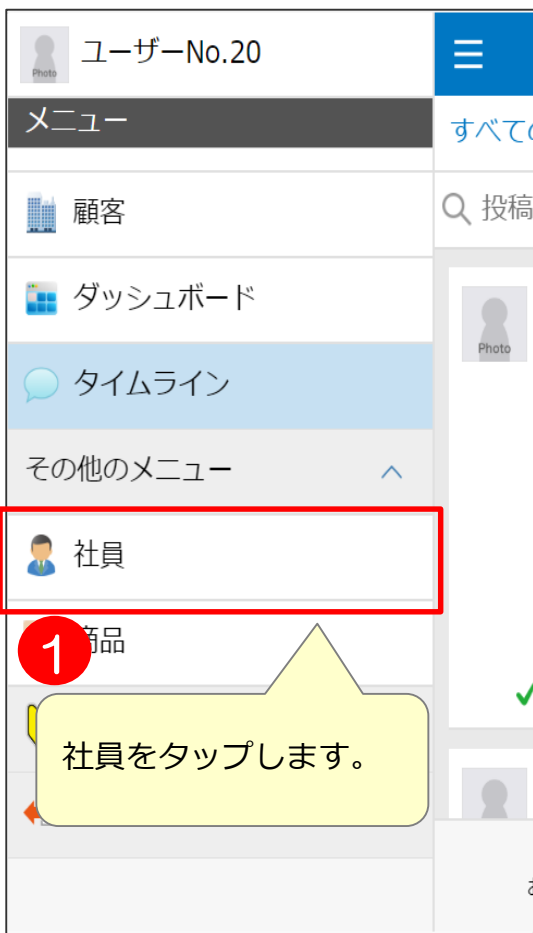 Photo
ユーザーNo.20
メニュー
すべての
投稿
顧客
ダッシュボード
Photo
タイムライン
その他のメニュー
社員
1
商品
社員をタップします。